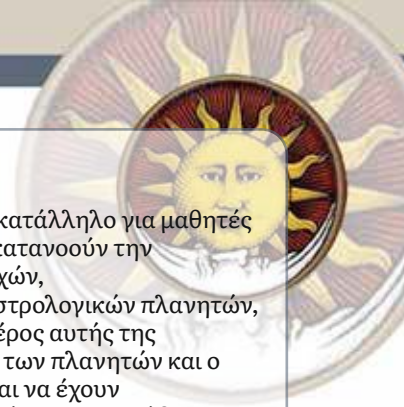 κατάλληλο για μαθητές
κατανοούν την
χών,
στρολογικών πλανητών,
έρος αυτής της
των πλανητών και ο
αι να έχουν